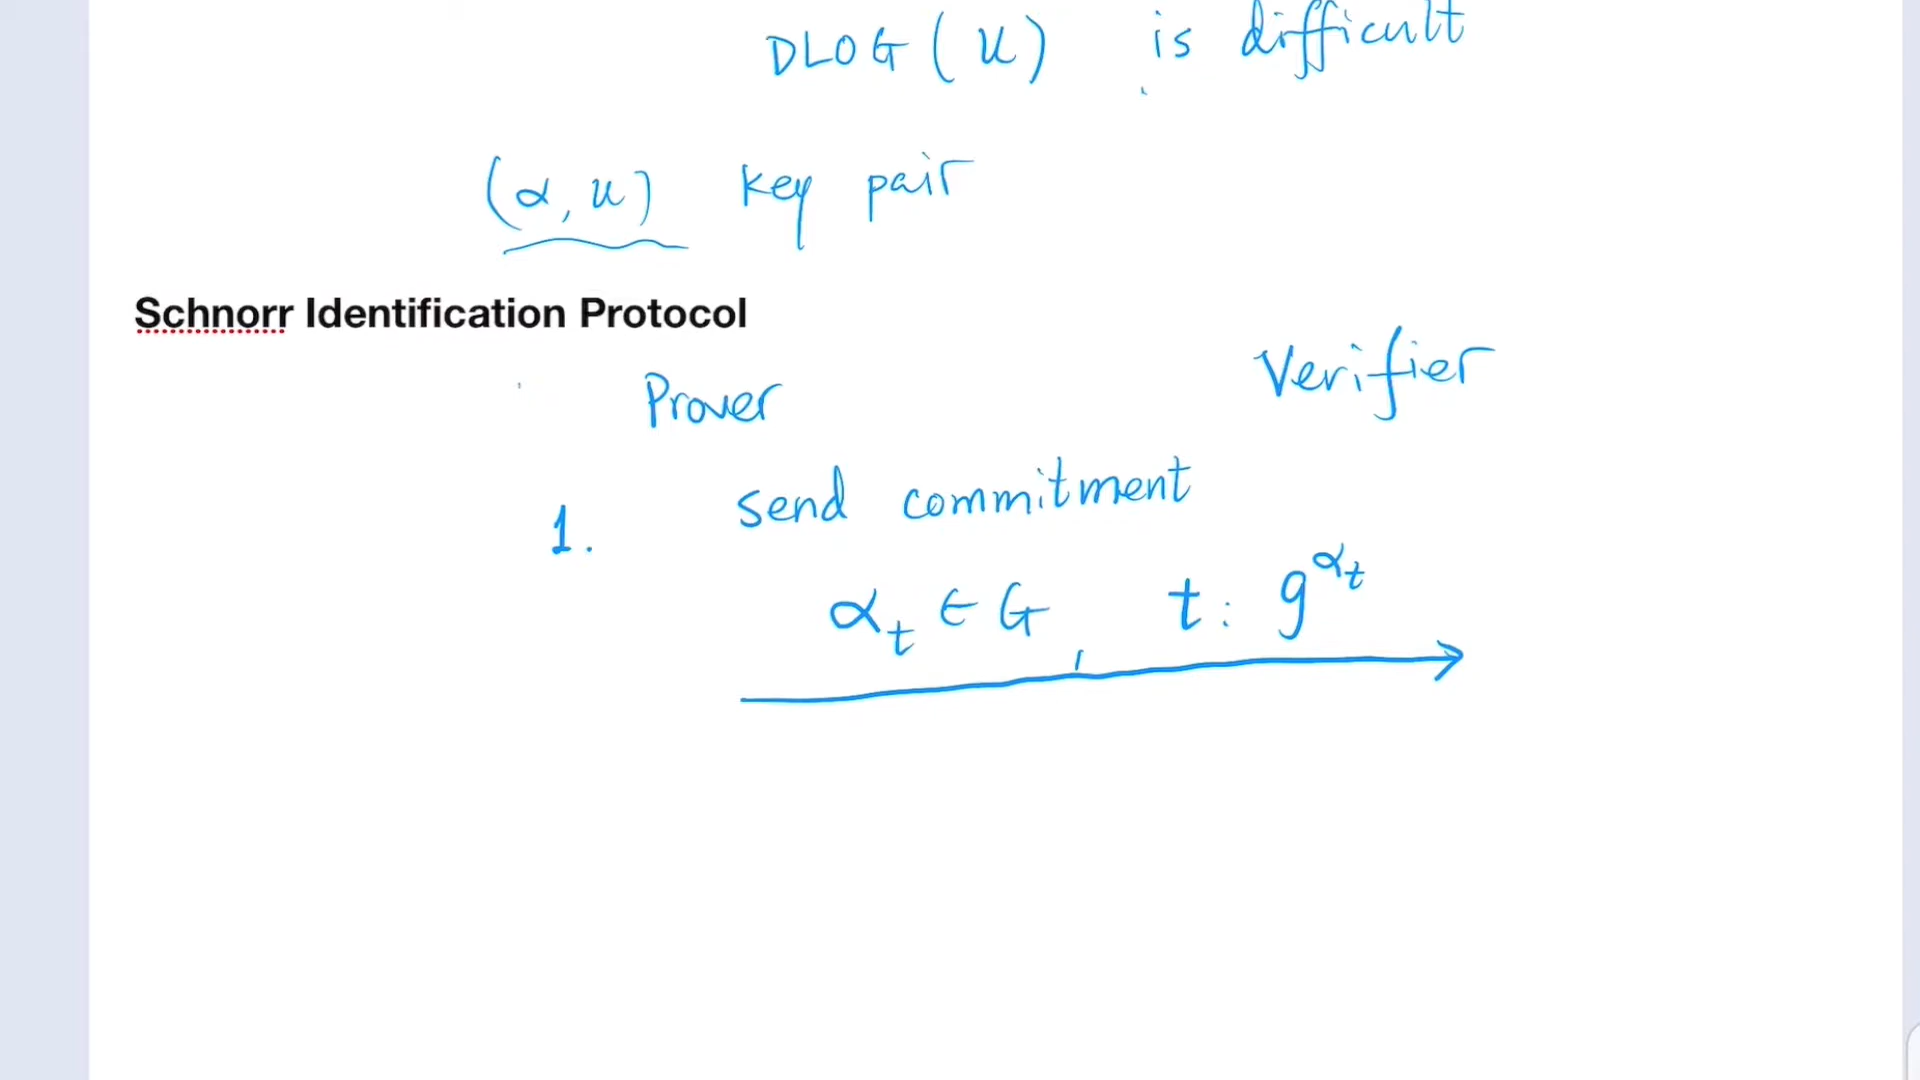 DLOG(u) is difficult
(α, u) key pair
Schnorr Identification Protocol
Prover Verifier
1. send commitment
α_t ∈ G, t: g^{α_t}